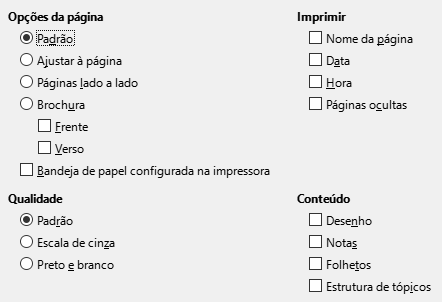 Opções da página
Padrão
Ajustar à página
Páginas lado a lado
Brochura
Frente
Verso
Bandeja de papel configurada na impressora
Imprimir
Nome da página
Data
Hora
Páginas ocultas
Qualidade
Padrão
Escala de cinza
Preto e branco
Conteúdo
Desenho
Notas
Folhetos
Estrutura de tópicos